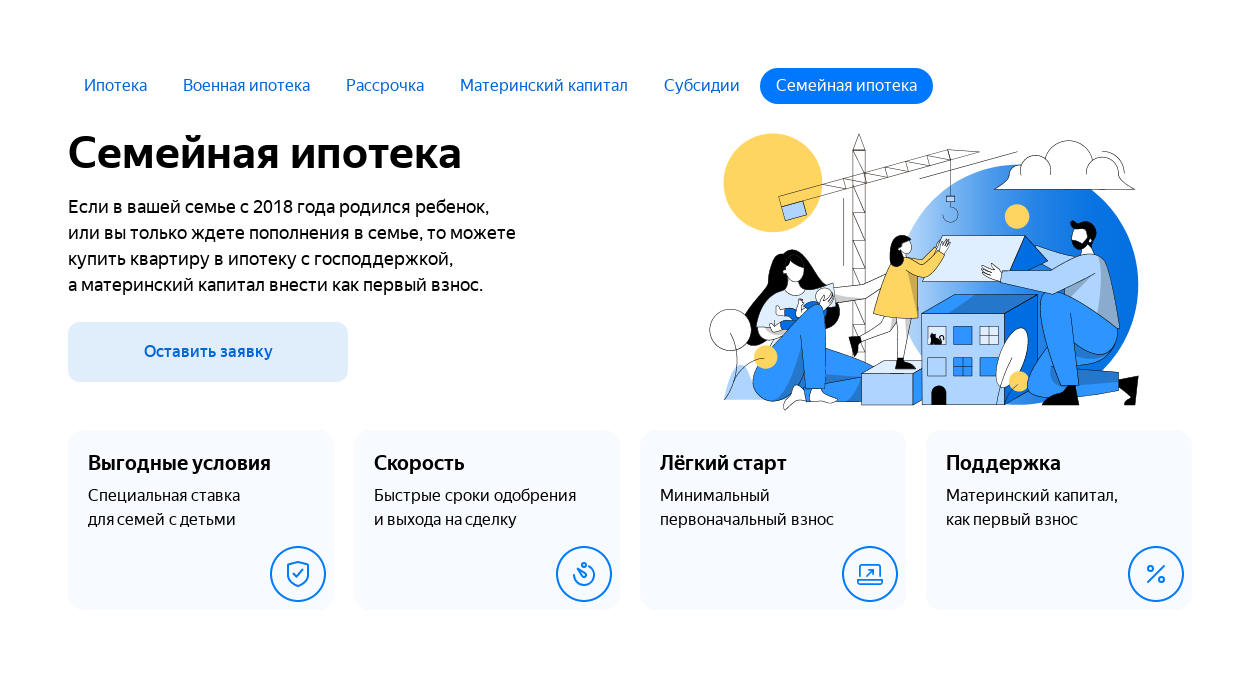 Ипотека
Военная ипотека
Рассрочка
Материнский капитал
Субсидии
Семейная ипотека
Семейная ипотека
Если в вашей семье с 2018 года родился ребенок,
или вы только ждете пополнения в семье, то можете
купить квартиру в ипотеку с господдержкой,
а материнский капитал внести как первый взнос.
Оставить заявку
Выгодные условия
Специальная ставка
для семей с детьми
Скорость
Быстрые сроки одобрения
и выхода на сделку
Лёгкий старт
Минимальный
первоначальный взнос
Поддержка
Материнский капитал,
как первый взнос